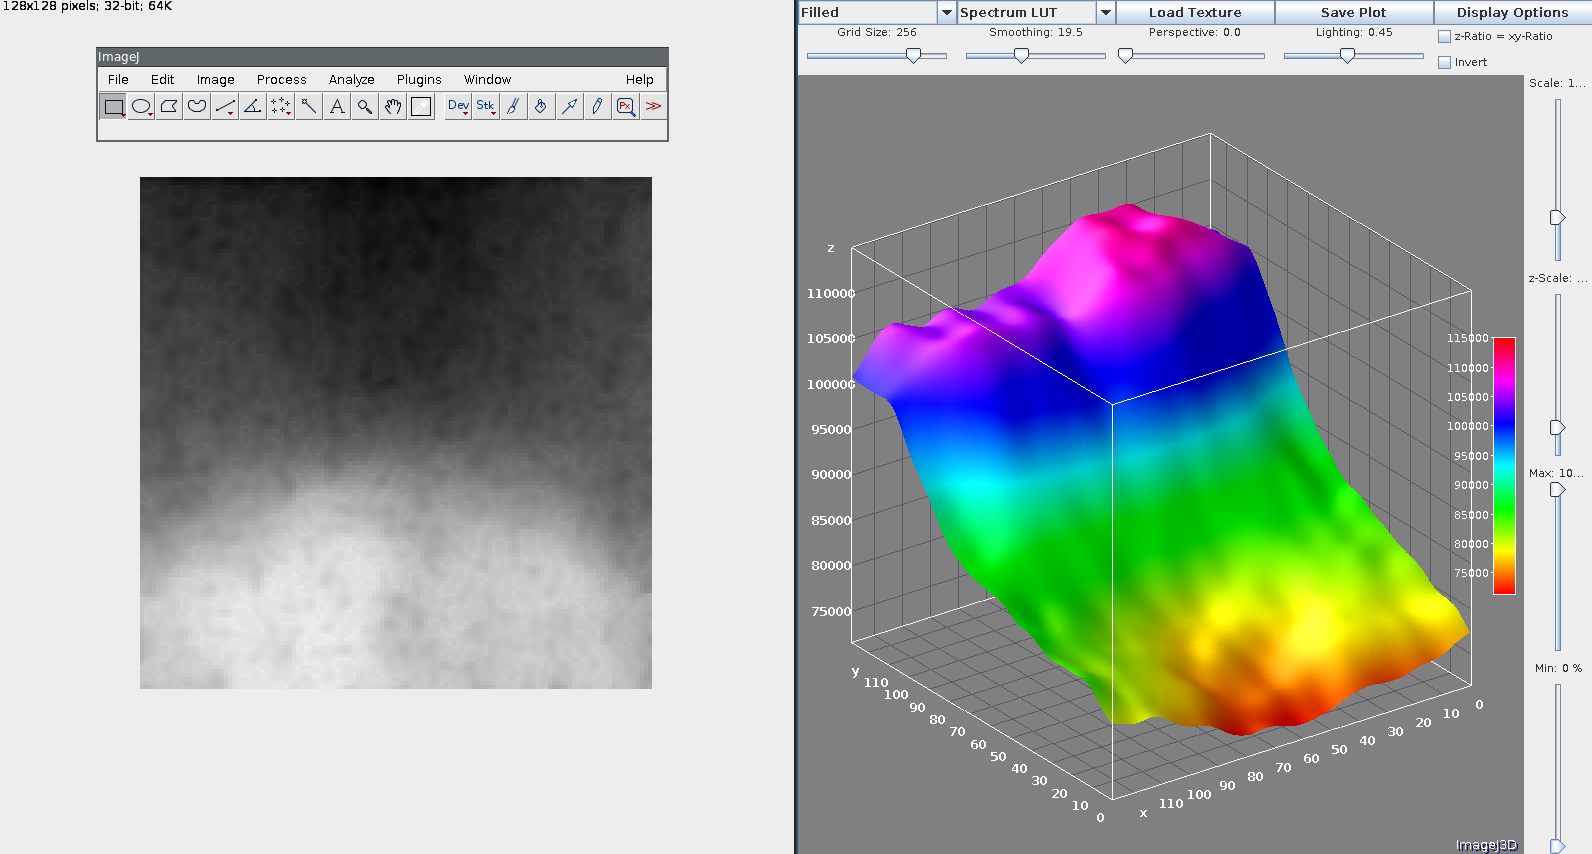 128x128 pixels; 32-bit; 64K
ImageJ
File Edit Image Process Analyze Plugins Window Help
A Dev Stk Px >>
Filled Spectrum LUT Load Texture Save Plot Display Options
Grid Size: 256 Smoothing: 19.5 Perspective: 0.0 Lighting: 0.45
z-Ratio = xy-Ratio
Invert
Scale: 1...
z-Scale: ...
Max: 10...
Min: 0 %
z
110000
105000
100000
95000
90000
85000
80000
75000
y
110
100
90
80
70
60
50
40
30
20
10
0
x
110
100
90
80
70
60
50
40
30
20
10
0
115000
110000
105000
100000
95000
90000
85000
80000
75000
ImageJ3D